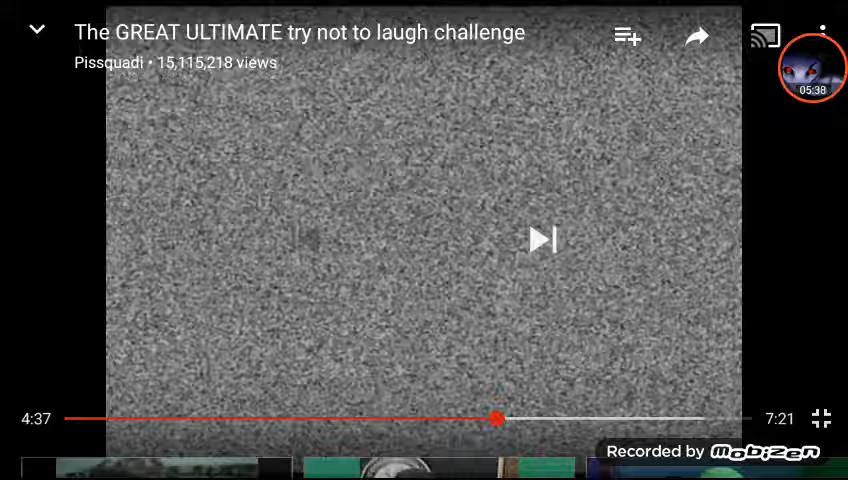 The GREAT ULTIMATE try not to laugh challenge
Pissquadi • 15,115,218 views
05:38
4:37
7:21
Recorded by Mobizen